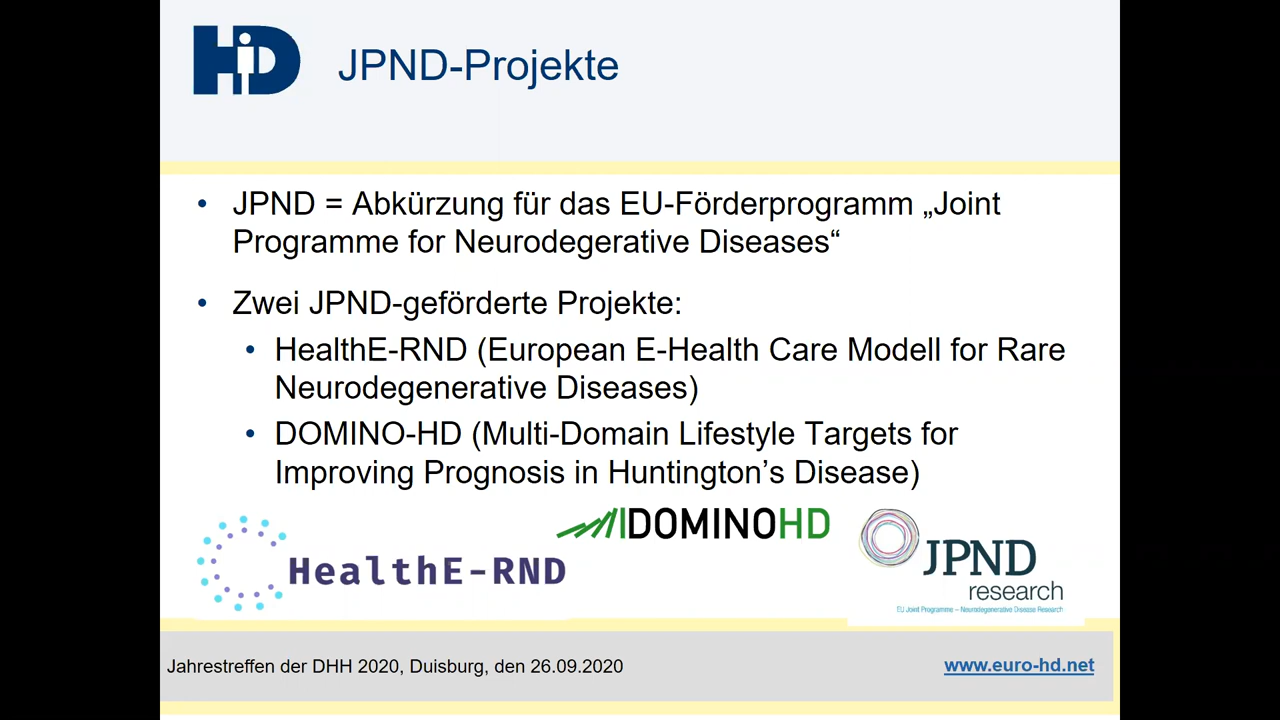 HD
JPND-Projekte
• JPND = Abkürzung für das EU-Förderprogramm „Joint
Programme for Neurodegerative Diseases“
• Zwei JPND-geförderte Projekte:
• HealthE-RND (European E-Health Care Modell for Rare
Neurodegenerative Diseases)
• DOMINO-HD (Multi-Domain Lifestyle Targets for
Improving Prognosis in Huntington’s Disease)
DOMINOHD
HealthE-RND
JPND
research
EU Joint Programme – Neurodegenerative Disease Research
Jahrestreffen der DHH 2020, Duisburg, den 26.09.2020
www.euro-hd.net